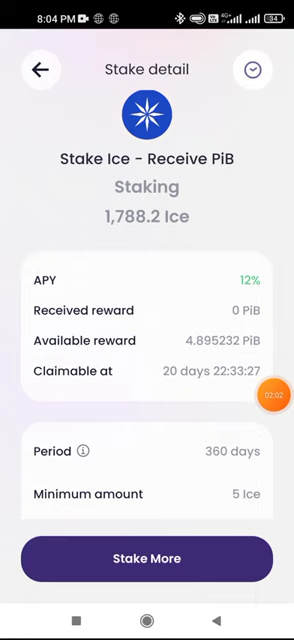 8:04 PM
4G+
34
Stake detail
Stake Ice - Receive PiB
Staking
1,788.2 Ice
APY 12%
Received reward 0 PiB
Available reward 4.895232 PiB
Claimable at 20 days 22:33:27
02:02
Period 360 days
Minimum amount 5 Ice
Stake More